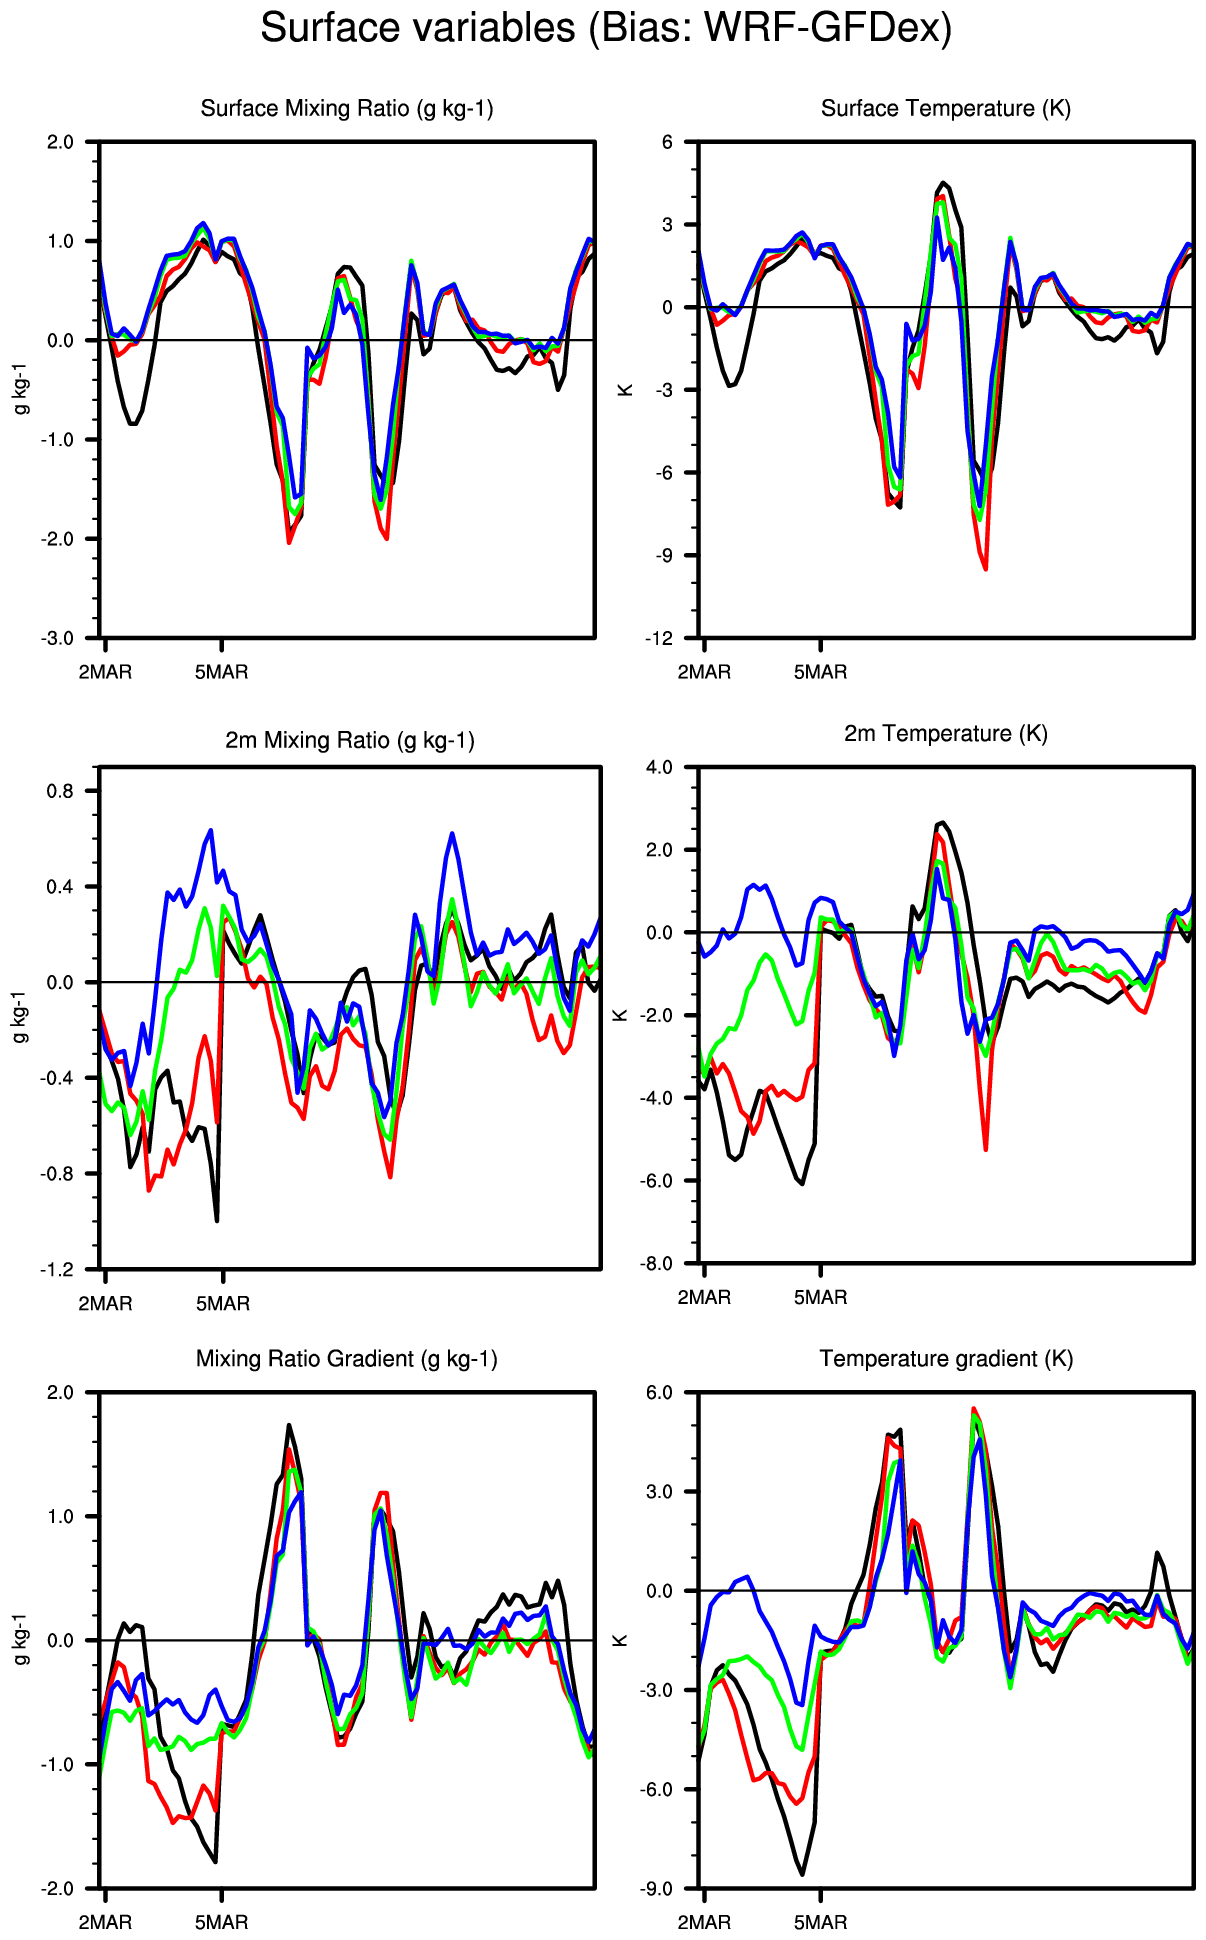 Surface variables (Bias: WRF-GFDex)
Surface Mixing Ratio (g kg-1)
2.0
1.0
0.0
-1.0
-2.0
-3.0
g kg-1
2MAR 5MAR
Surface Temperature (K)
6
3
0
-3
-6
-9
-12
K
2MAR 5MAR
2m Mixing Ratio (g kg-1)
0.8
0.4
0.0
-0.4
-0.8
-1.2
g kg-1
2MAR 5MAR
2m Temperature (K)
4.0
2.0
0.0
-2.0
-4.0
-6.0
-8.0
K
2MAR 5MAR
Mixing Ratio Gradient (g kg-1)
2.0
1.0
0.0
-1.0
-2.0
g kg-1
2MAR 5MAR
Temperature gradient (K)
6.0
3.0
0.0
-3.0
-6.0
-9.0
K
2MAR 5MAR